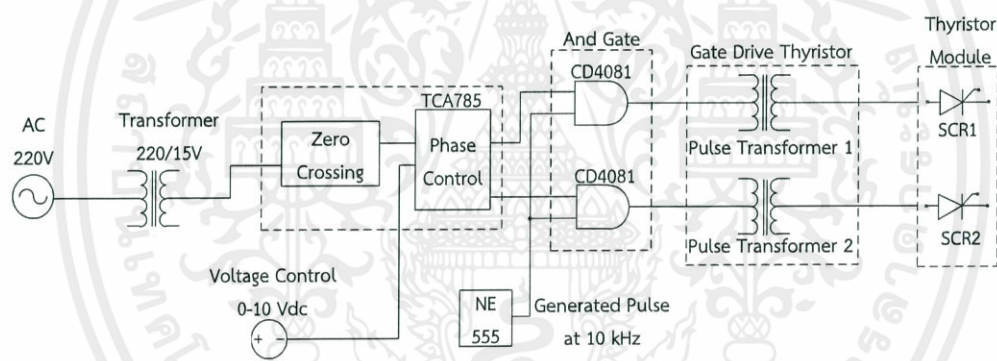 AC
220V
Transformer
220/15V
Zero
Crossing
TCA785
Phase
Control
Voltage Control
0-10 Vdc
+ -
NE
555
Generated Pulse
at 10 kHz
And Gate
CD4081
CD4081
Gate Drive Thyristor
Pulse Transformer 1
Pulse Transformer 2
Thyristor
Module
SCR1
SCR2